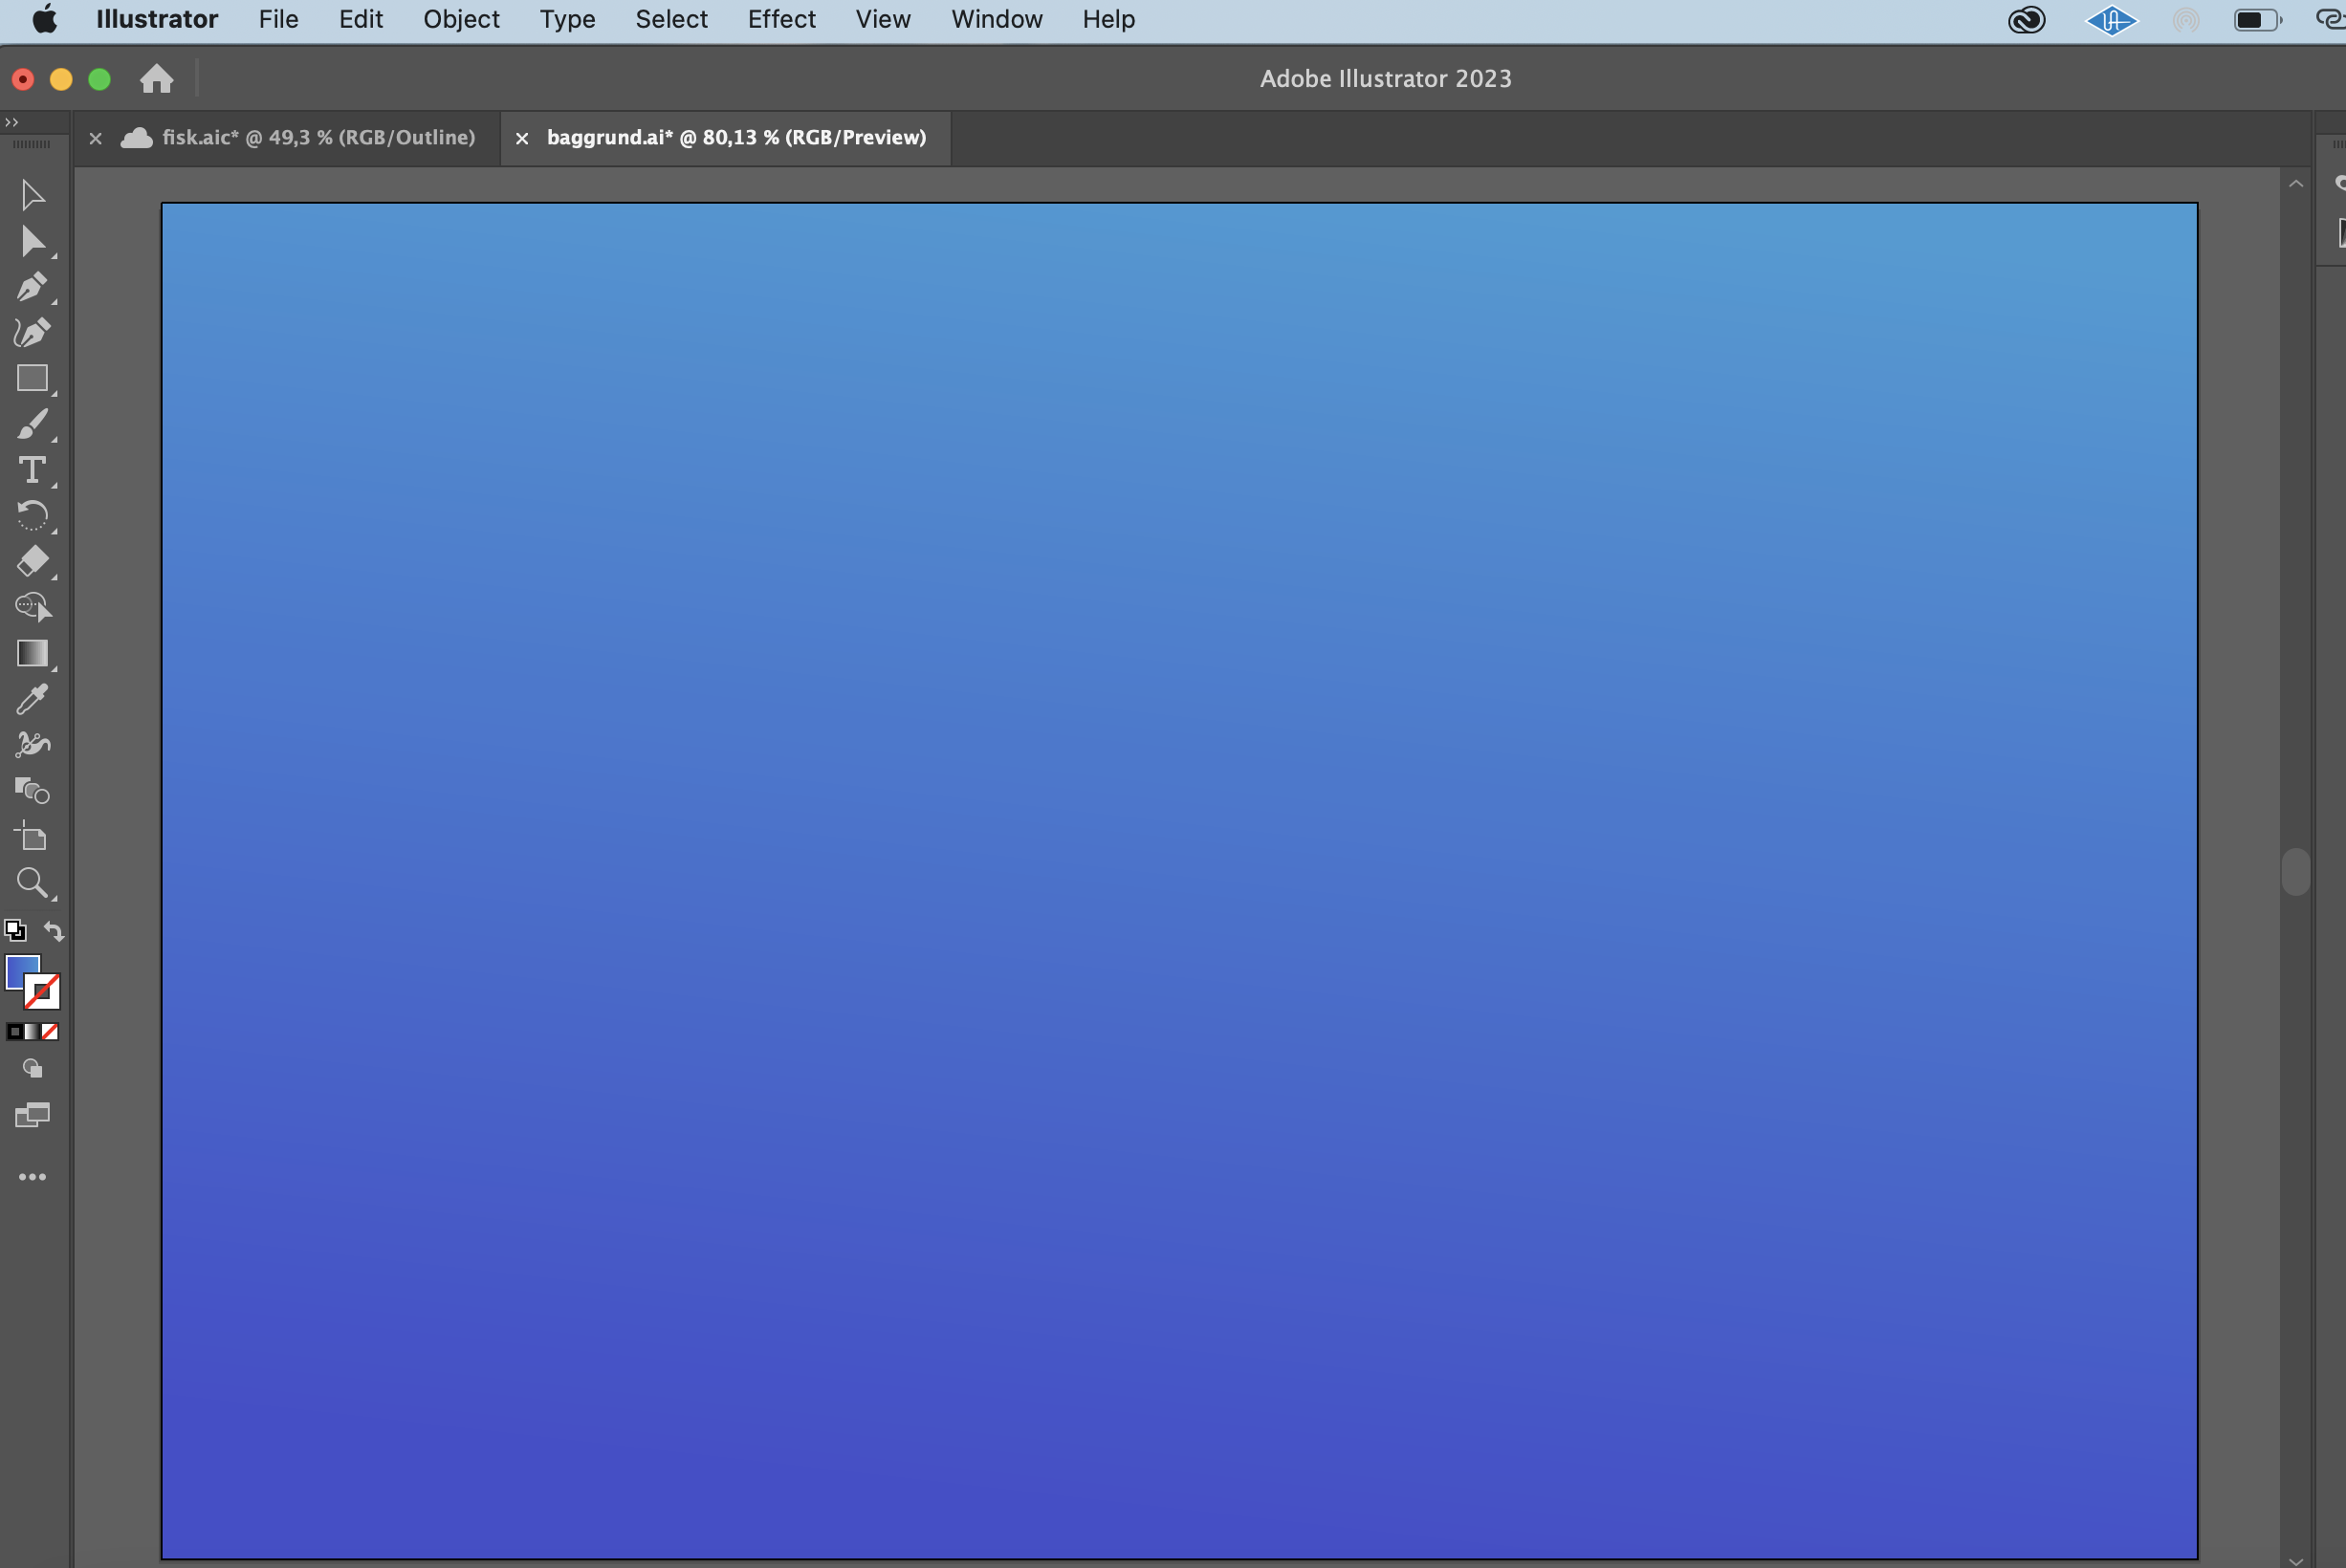 Illustrator File Edit Object Type Select Effect View Window Help
Adobe Illustrator 2023
fisk.aic* @ 49,3 % (RGB/Outline) baggrund.ai* @ 80,13 % (RGB/Preview)